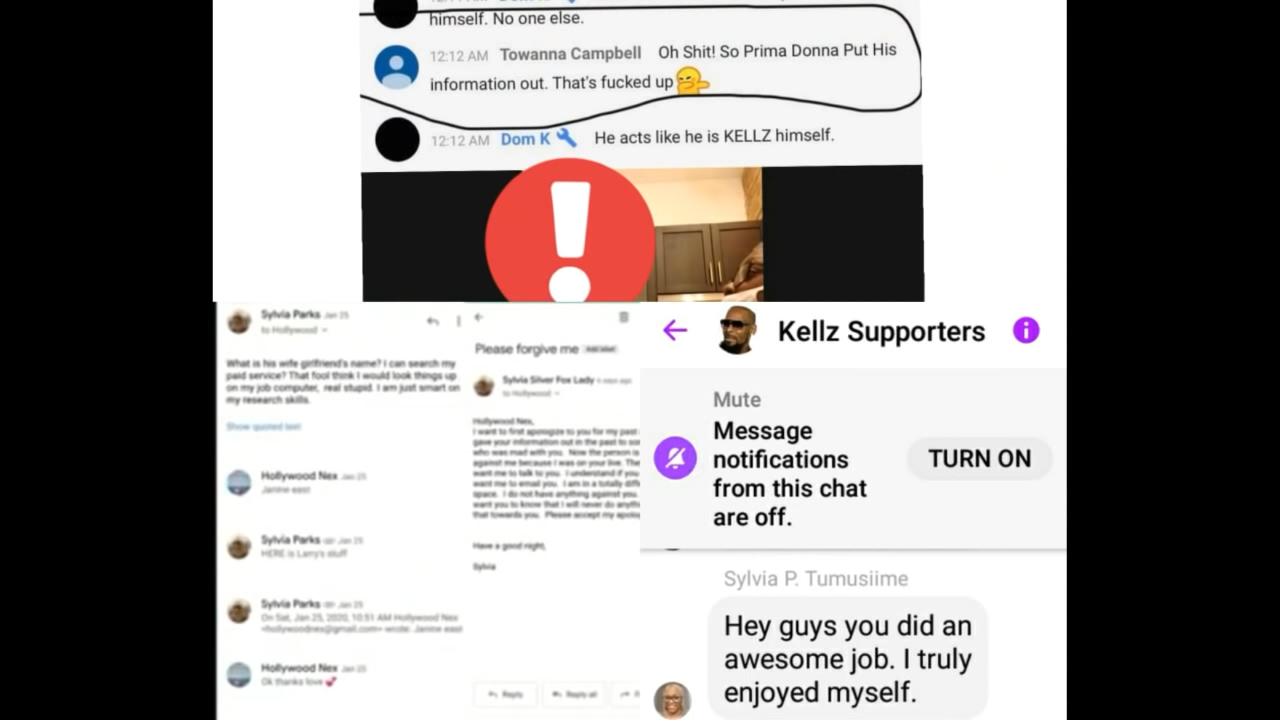 himself. No one else.
12:12 AM Towanna Campbell Oh Shit! So Prima Donna Put His
information out. That's fucked up
12:12 AM Dom K He acts like he is KELLZ himself.
Sylvia Parks Jan 25
to Hollywood
What is his wife girlfriend's name? I can search my
paid service? That fool think I would look things up
on my job computer, real stupid. I am just smart on
my research skills.
Show quoted text
Hollywood Nex Jan 25
Janine east
Sylvia Parks Jan 25
HERE is Larry's stuff
Sylvia Parks Jan 25
On Sat, Jan 25, 2020, 10:51 AM Hollywood Nex
<hollywoodnex@gmail.com> wrote: Janine east
Hollywood Nex Jan 25
Ok thanks love
Please forgive me
Sylvia Silver Fox Lady
to Hollywood
Hollywood Nex,
I want to first apologize to you for my past
gave your information out in the past to
who was mad with you. Now the person is
against me because I was on your live. The
want me to talk to you. I understand if you
want me to email you. I am in a totally
space. I do not have anything against you.
want you to know that I will never do
that towards you. Please accept my
Have a good night,
Sylvia
Reply Reply all
Kellz Supporters
Mute
Message
notifications
from this chat
are off.
TURN ON
Sylvia P. Tumusiime
Hey guys you did an
awesome job. I truly
enjoyed myself.